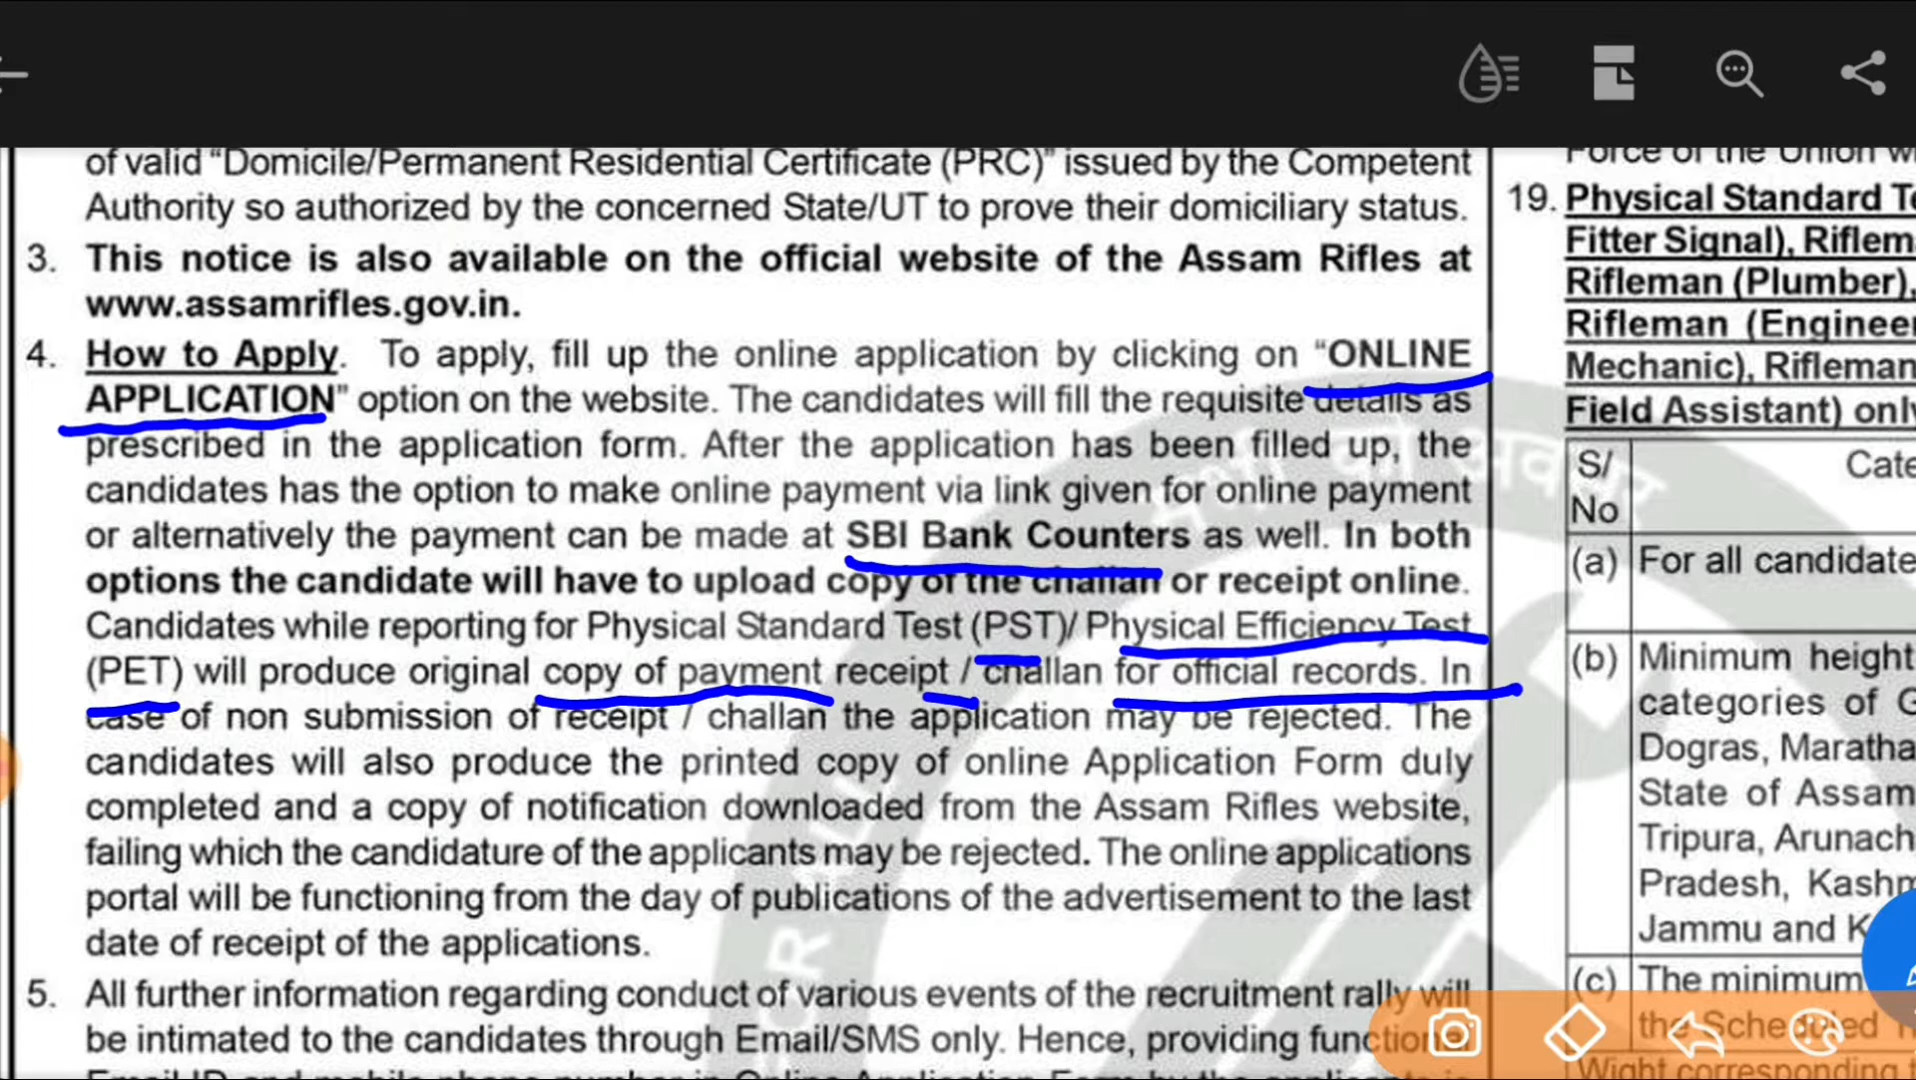 of valid “Domicile/Permanent Residential Certificate (PRC)” issued by the Competent
Authority so authorized by the concerned State/UT to prove their domiciliary status.
3. This notice is also available on the official website of the Assam Rifles at
www.assamrifles.gov.in.
4. How to Apply. To apply, fill up the online application by clicking on “ONLINE
APPLICATION” option on the website. The candidates will fill the requisite details as
prescribed in the application form. After the application has been filled up, the
candidates has the option to make online payment via link given for online payment
or alternatively the payment can be made at SBI Bank Counters as well. In both
options the candidate will have to upload copy of the challan or receipt online.
Candidates while reporting for Physical Standard Test (PST)/ Physical Efficiency Test
(PET) will produce original copy of payment receipt / challan for official records. In
case of non submission of receipt / challan the application may be rejected. The
candidates will also produce the printed copy of online Application Form duly
completed and a copy of notification downloaded from the Assam Rifles website,
failing which the candidature of the applicants may be rejected. The online applications
portal will be functioning from the day of publications of the advertisement to the last
date of receipt of the applications.
5. All further information regarding conduct of various events of the recruitment rally will
be intimated to the candidates through Email/SMS only. Hence, providing function
Force of the Union
19. Physical Standard
Fitter Signal), Riflem
Rifleman (Plumber),
Rifleman (Engineer
Mechanic), Rifleman
Field Assistant) only
S/
No
Cate
(a) For all candidate
(b) Minimum height
categories of G
Dogras, Maratha
State of Assam
Tripura, Arunach
Pradesh, Kashm
Jammu and K
(c) The minimum
the Scheduled
Wight corresponding